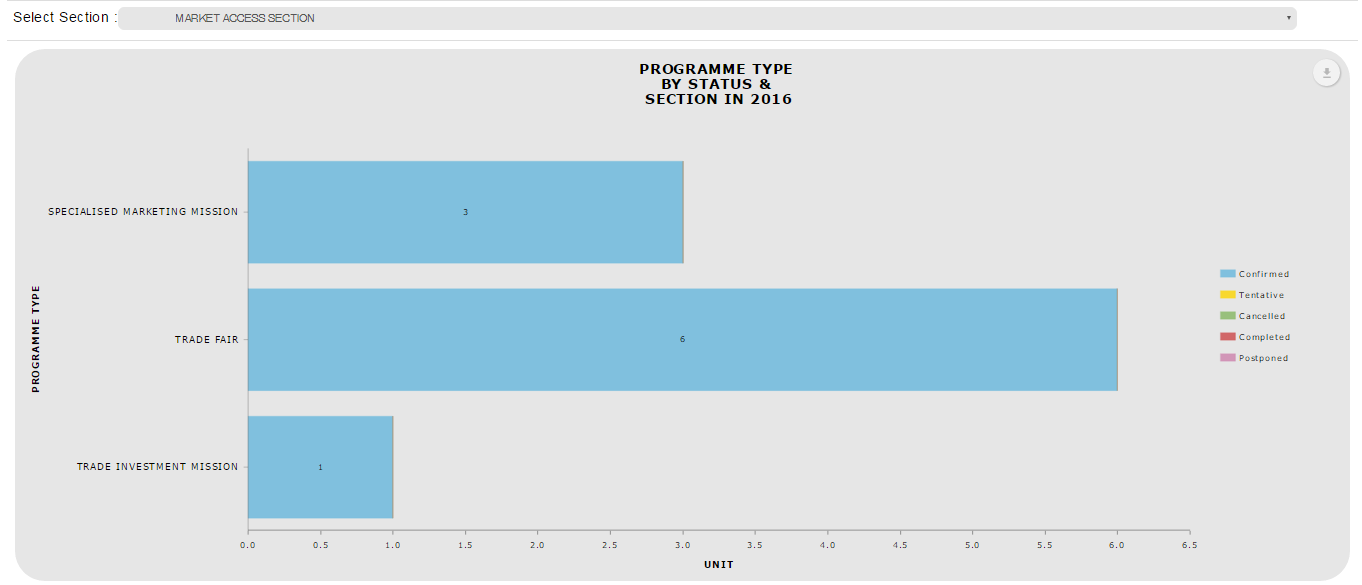 Select Section :
MARKET ACCESS SECTION
PROGRAMME TYPE
BY STATUS &
SECTION IN 2016
PROGRAMME TYPE
SPECIALISED MARKETING MISSION
3
TRADE FAIR
6
TRADE INVESTMENT MISSION
1
0.0 0.5 1.0 1.5 2.0 2.5 3.0 3.5 4.0 4.5 5.0 5.5 6.0 6.5
UNIT
Confirmed
Tentative
Cancelled
Completed
Postponed